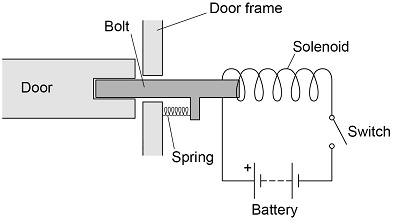 Door frame
Bolt
Solenoid
Door
Switch
Spring
+
Battery